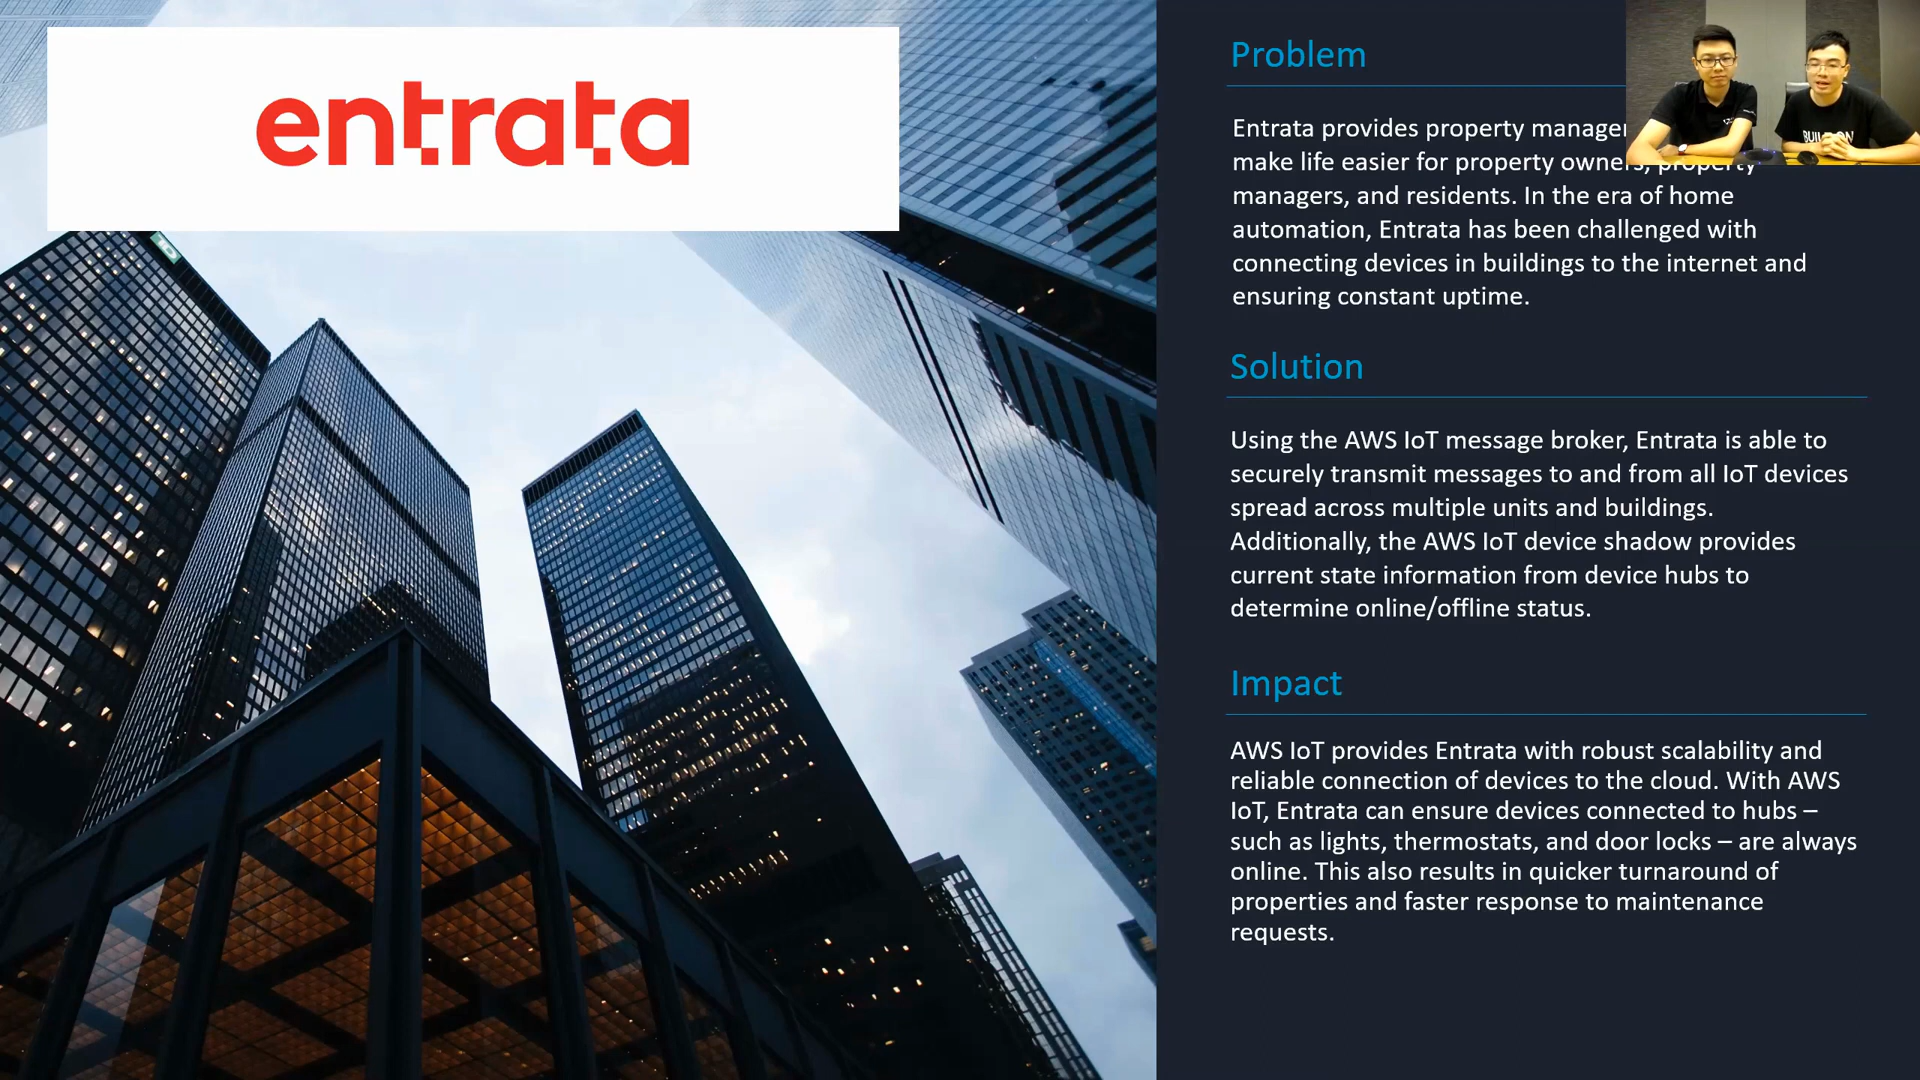 entrata
Problem
Entrata provides property
make life easier for property owners, property
managers, and residents. In the era of home
automation, Entrata has been challenged with
connecting devices in buildings to the internet and
ensuring constant uptime.
Solution
Using the AWS IoT message broker, Entrata is able to
securely transmit messages to and from all IoT devices
spread across multiple units and buildings.
Additionally, the AWS IoT device shadow provides
current state information from device hubs to
determine online/offline status.
Impact
AWS IoT provides Entrata with robust scalability and
reliable connection of devices to the cloud. With AWS
IoT, Entrata can ensure devices connected to hubs –
such as lights, thermostats, and door locks – are always
online. This also results in quicker turnaround of
properties and faster response to maintenance
requests.